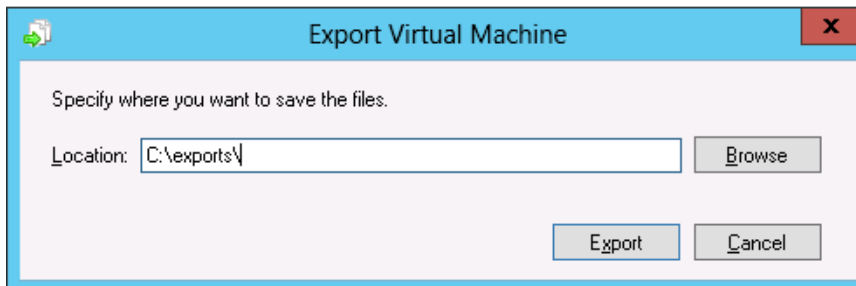 Export Virtual Machine
x
Specify where you want to save the files.
Location: C:\exports\ Browse
Export Cancel